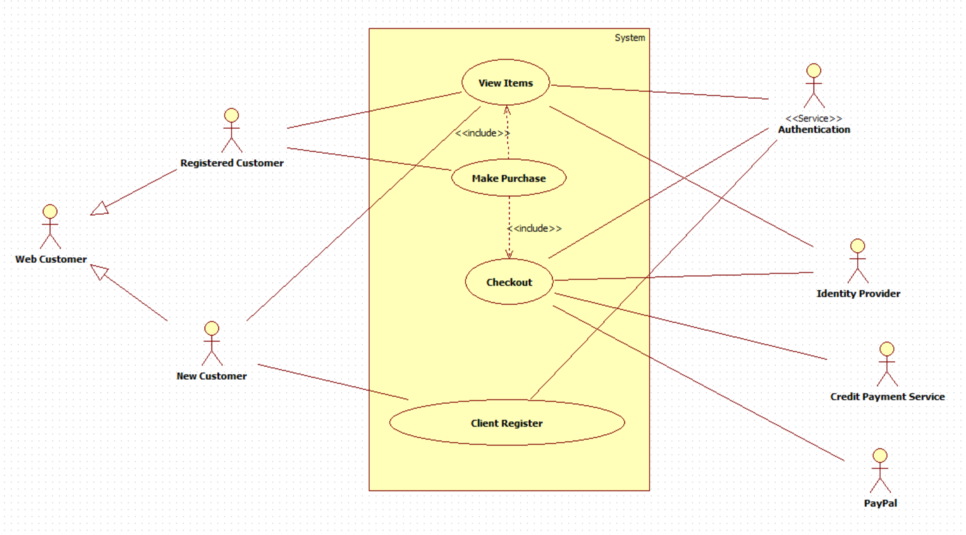 System
View Items
<<Service>>
Authentication
<<include>>
Registered Customer
Make Purchase
<<include>>
Web Customer
Checkout
Identity Provider
New Customer
Credit Payment Service
Client Register
PayPal